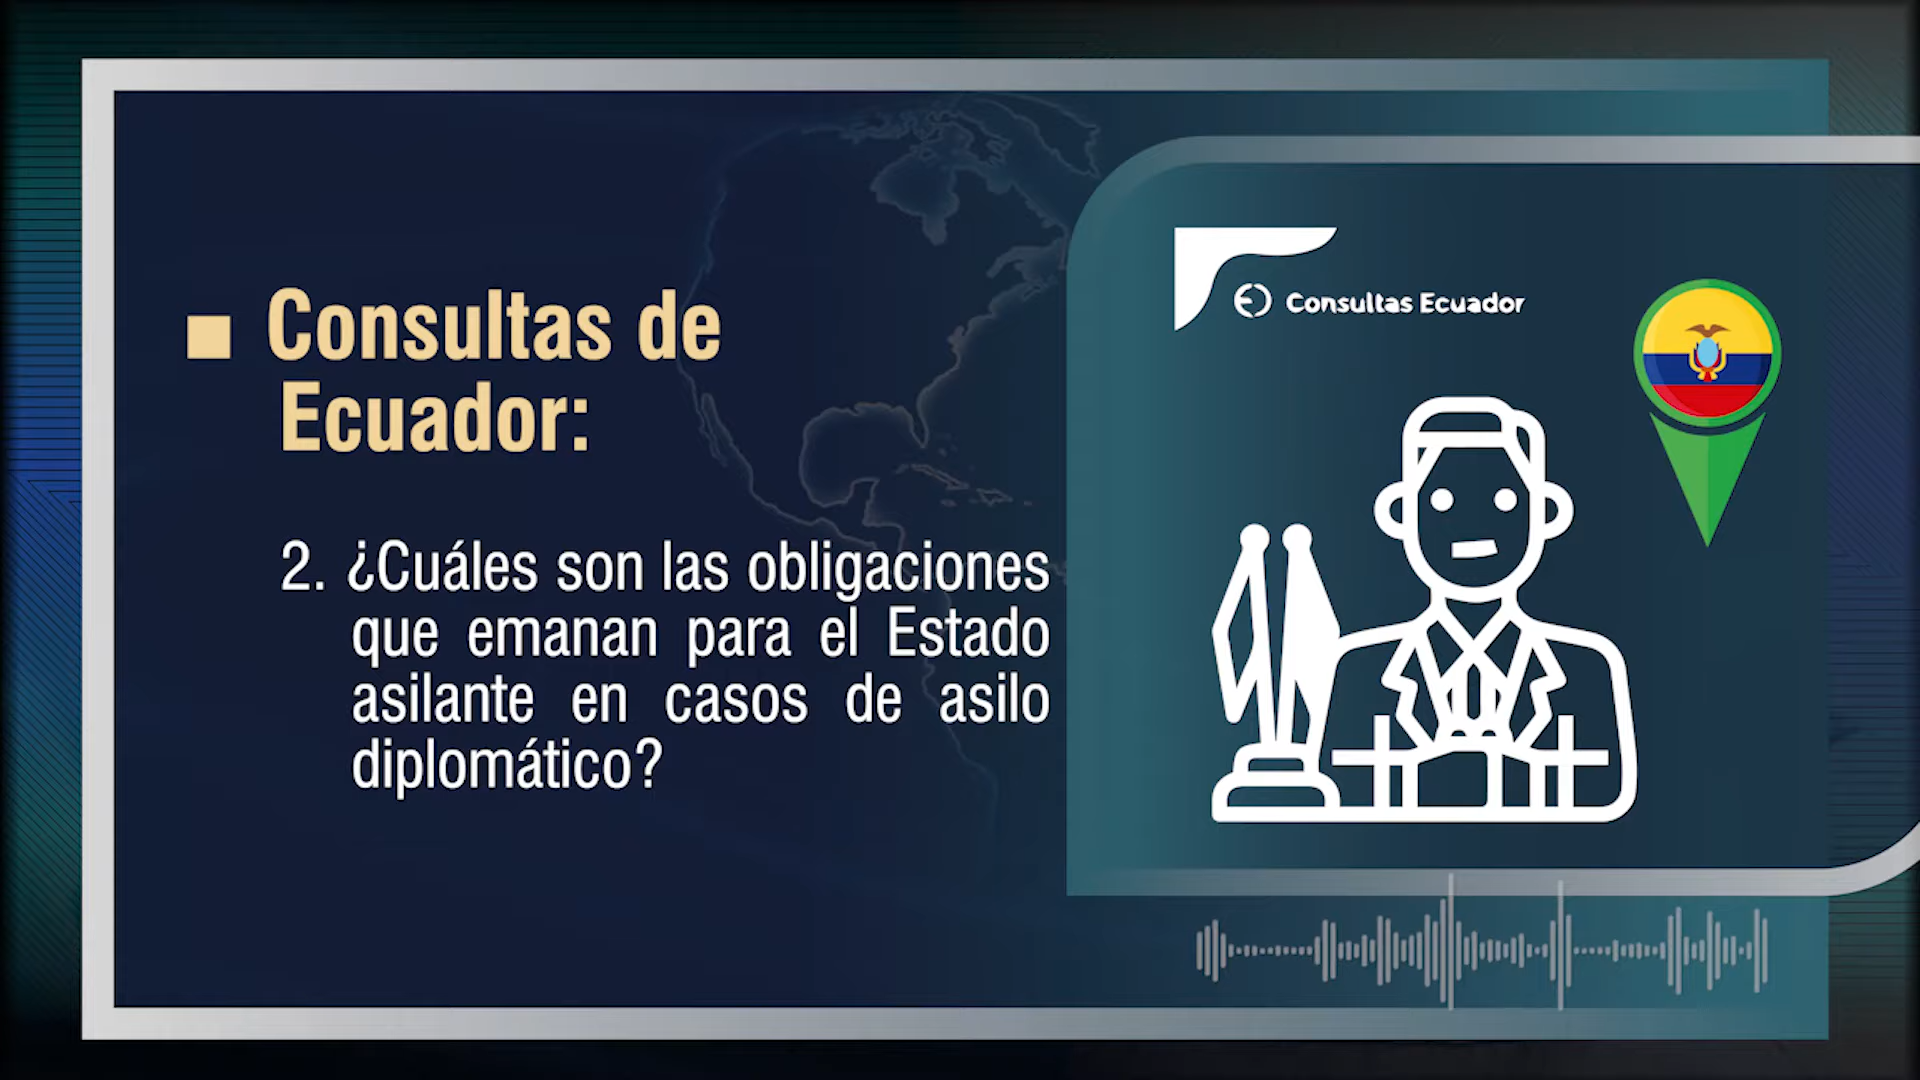 Consultas de
Ecuador:
2. ¿Cuáles son las obligaciones
que emanan para el Estado
asilante en casos de asilo
diplomático?
Consultas Ecuador